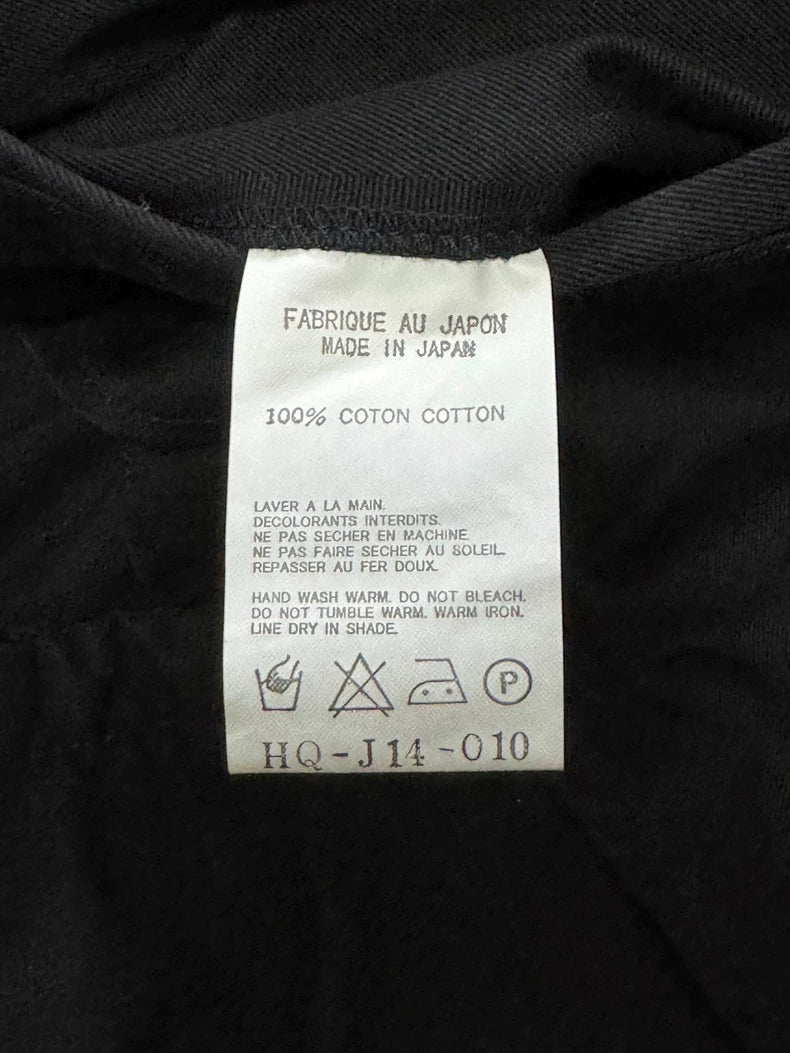 FABRIQUE AU JAPON
MADE IN JAPAN
100% COTON COTTON
LAVER A LA MAIN.
DECOLORANTS INTERDITS.
NE PAS SECHER EN MACHINE.
NE PAS FAIRE SECHER AU SOLEIL.
REPASSER AU FER DOUX.
HAND WASH WARM. DO NOT BLEACH.
DO NOT TUMBLE WARM. WARM IRON.
LINE DRY IN SHADE.
P
HQ-J14-010